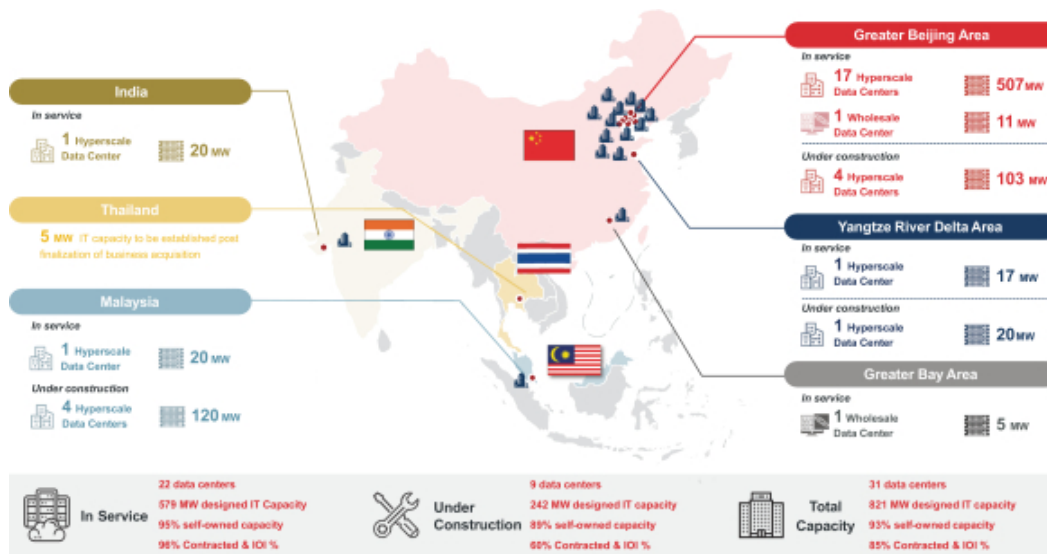 India
In service
1 Hyperscale
Data Center
20 MW
Thailand
5 MW IT capacity to be established post
finalization of business acquisition
Malaysia
In service
1 Hyperscale
Data Center
20 MW
Under construction
4 Hyperscale
Data Centers
120 MW
Greater Beijing Area
In service
17 Hyperscale
Data Centers
507 MW
1 Wholesale
Data Center
11 MW
Under construction
4 Hyperscale
Data Centers
103 MW
Yangtze River Delta Area
In service
1 Hyperscale
Data Center
17 MW
Under construction
1 Hyperscale
Data Center
20 MW
Greater Bay Area
In service
1 Wholesale
Data Center
5 MW
In Service
22 data centers
579 MW designed IT Capacity
95% self-owned capacity
96% Contracted & IOI %
Under
Construction
9 data centers
242 MW designed IT capacity
89% self-owned capacity
60% Contracted & IOI %
Total
Capacity
31 data centers
821 MW designed IT capacity
93% self-owned capacity
85% Contracted & IOI %